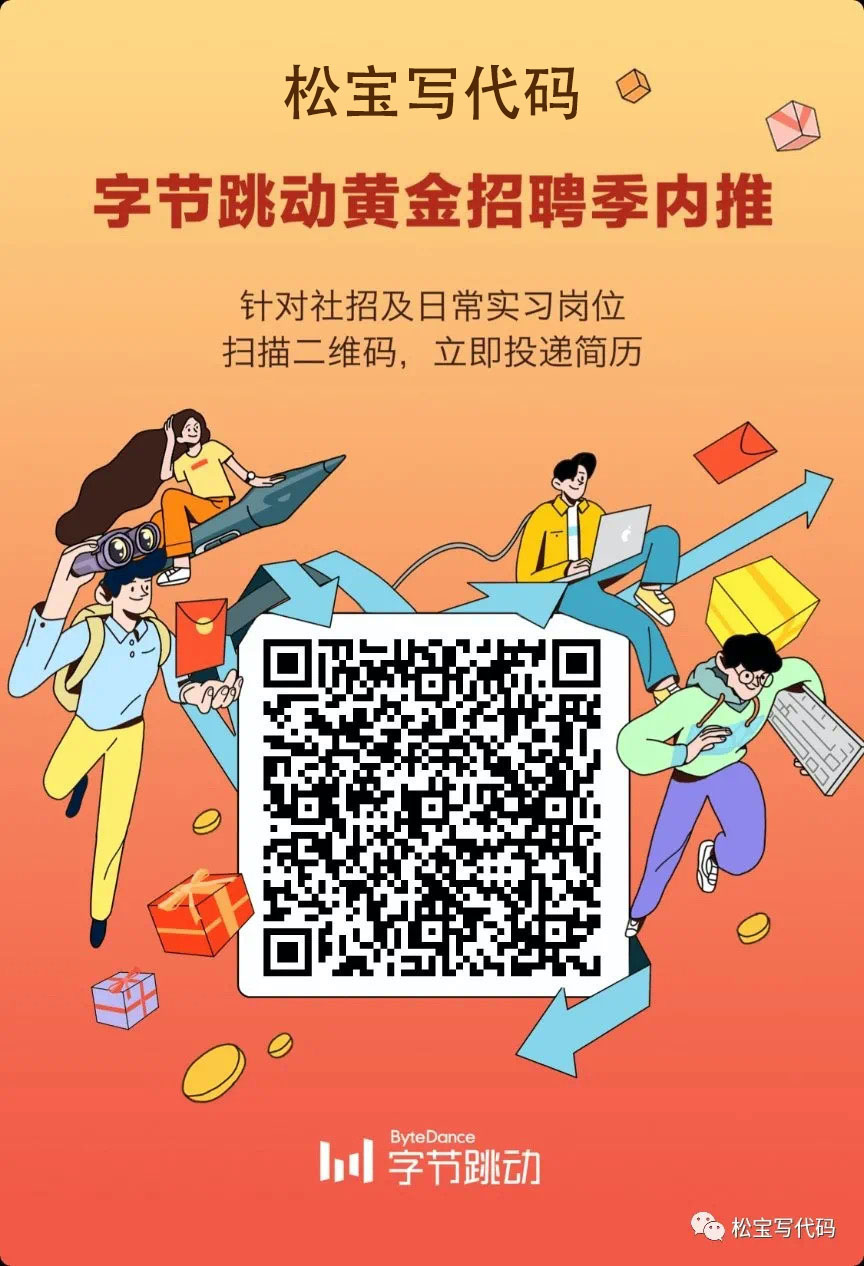 松宝写代码
字节跳动黄金招聘季内推
针对社招及日常实习岗位
扫描二维码，立即投递简历
ByteDance
字节跳动
松宝写代码